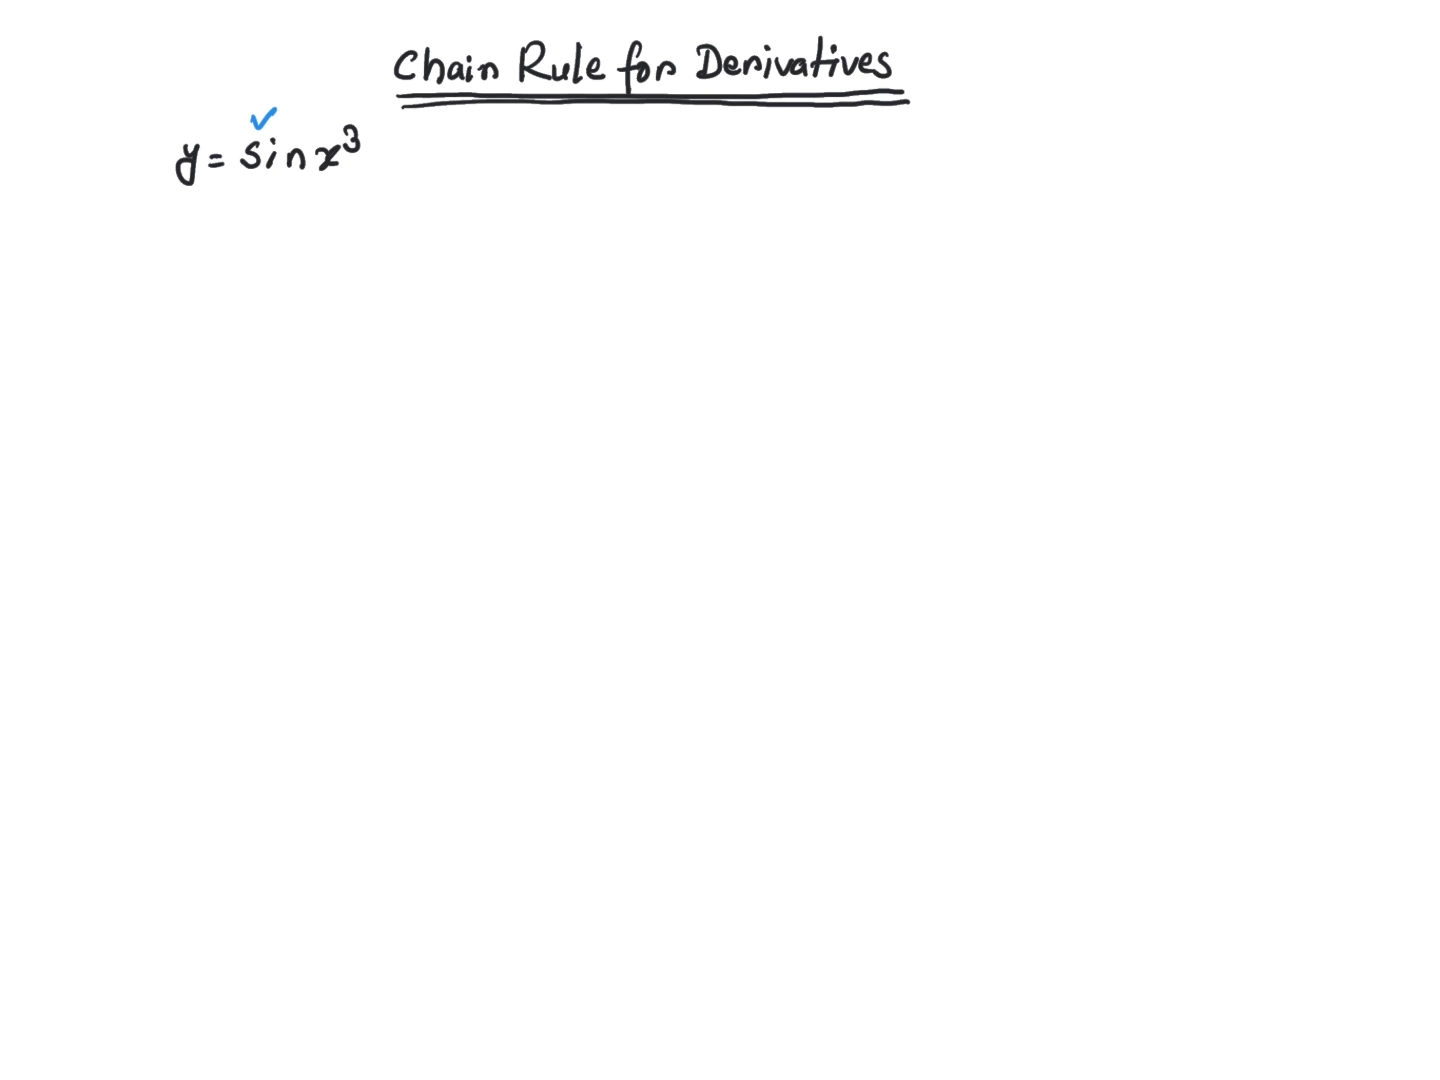 Chain Rule for Derivatives
y = sin x³